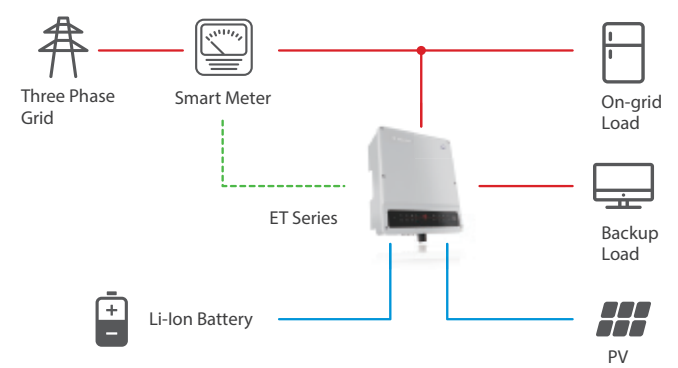 Three Phase
Grid
Smart Meter
On-grid
Load
ET Series
Backup
Load
Li-Ion Battery
PV